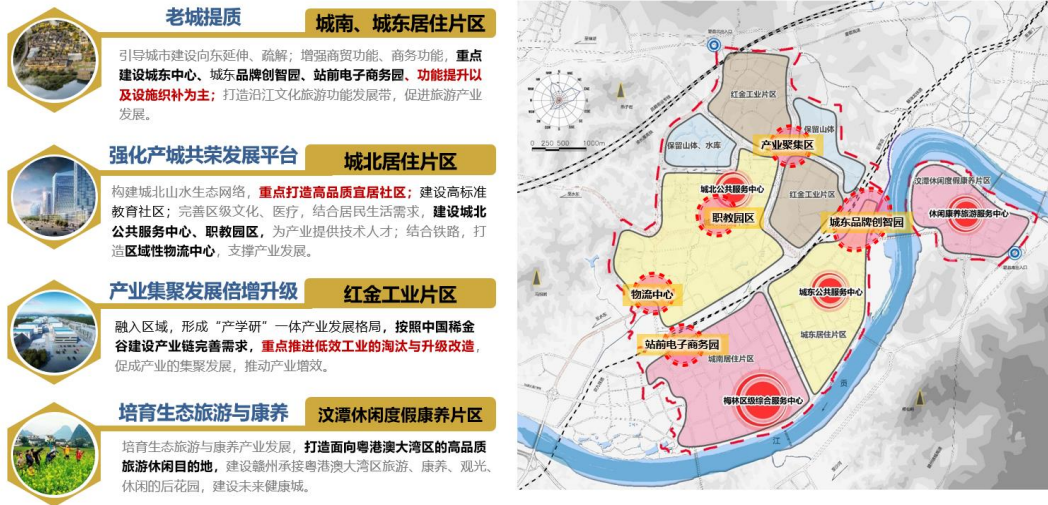 老城提质
城南、城东居住片区
引导城市建设向东延伸、疏解；增强商贸功能、商务功能，重点
建设城东中心、城东品牌创智园、站前电子商务园、功能提升以
及设施织补为主；打造沿江文化旅游功能发展带，促进旅游产业
发展。
强化产城共荣发展平台
城北居住片区
构建城北山水生态网络，重点打造高品质宜居社区；建设高标准
教育社区；完善区级文化、医疗，结合居民生活需求，建设城北
公共服务中心、职教园区，为产业提供技术人才；结合铁路，打
造区域性物流中心，支撑产业发展。
产业集聚发展倍增升级
红金工业片区
融入区域，形成“产学研”一体产业发展格局，按照中国稀金
谷建设产业链完善需求，重点推进低效工业的淘汰与升级改造，
促成产业的集聚发展，推动产业增效。
培育生态旅游与康养
汶潭休闲度假康养片区
培育生态旅游与康养产业发展，打造面向粤港澳大湾区的高品质
旅游休闲目的地，建设赣州承接粤港澳大湾区旅游、康养、观光、
休闲的后花园，建设未来健康城。
红金工业片区
保留山体
0 250 500 1000m
保留山体、水库
产业聚集区
汶潭休闲度假康养片区
城北公共服务中心
红金工业片区
职教园区
城东品牌创智园
休闲康养旅游服务中心
物流中心
城东公共服务中心
城东居住片区
站前电子商务园
城南居住片区
梅林区级综合服务中心
贡
江